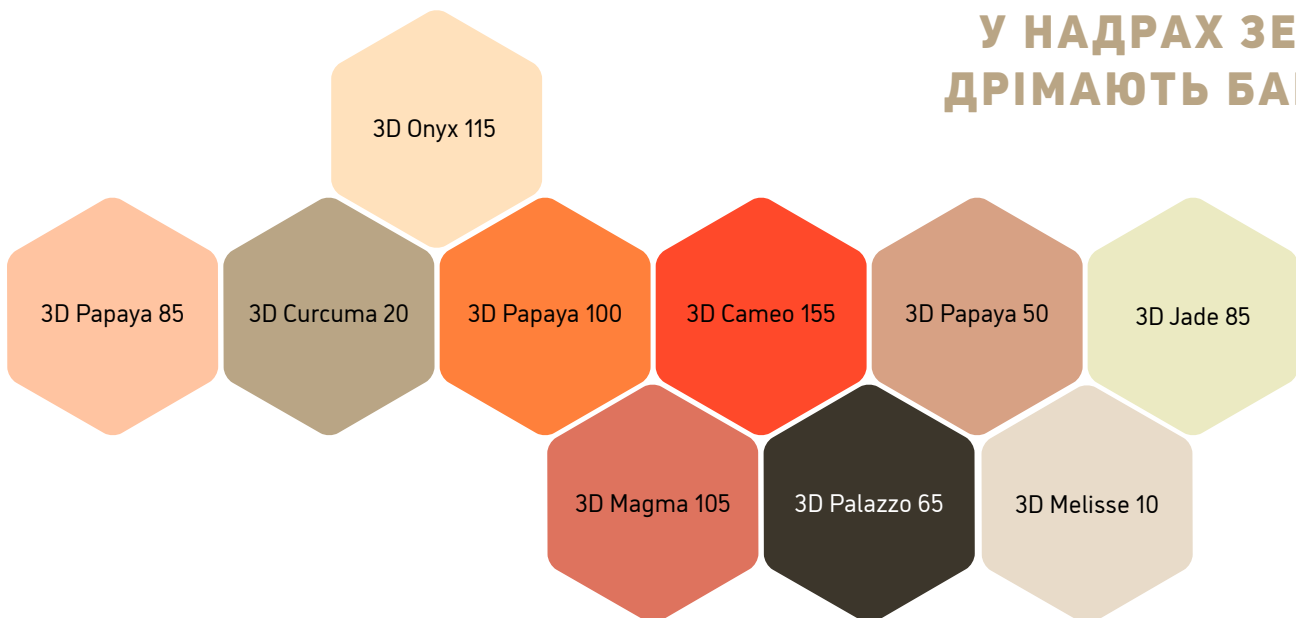 У НАДРАХ ЗЕ
ДРІМАЮТЬ
3D Onyx 115
3D Papaya 85
3D Curcuma 20
3D Papaya 100
3D Cameo 155
3D Papaya 50
3D Jade 85
3D Magma 105
3D Palazzo 65
3D Melisse 10